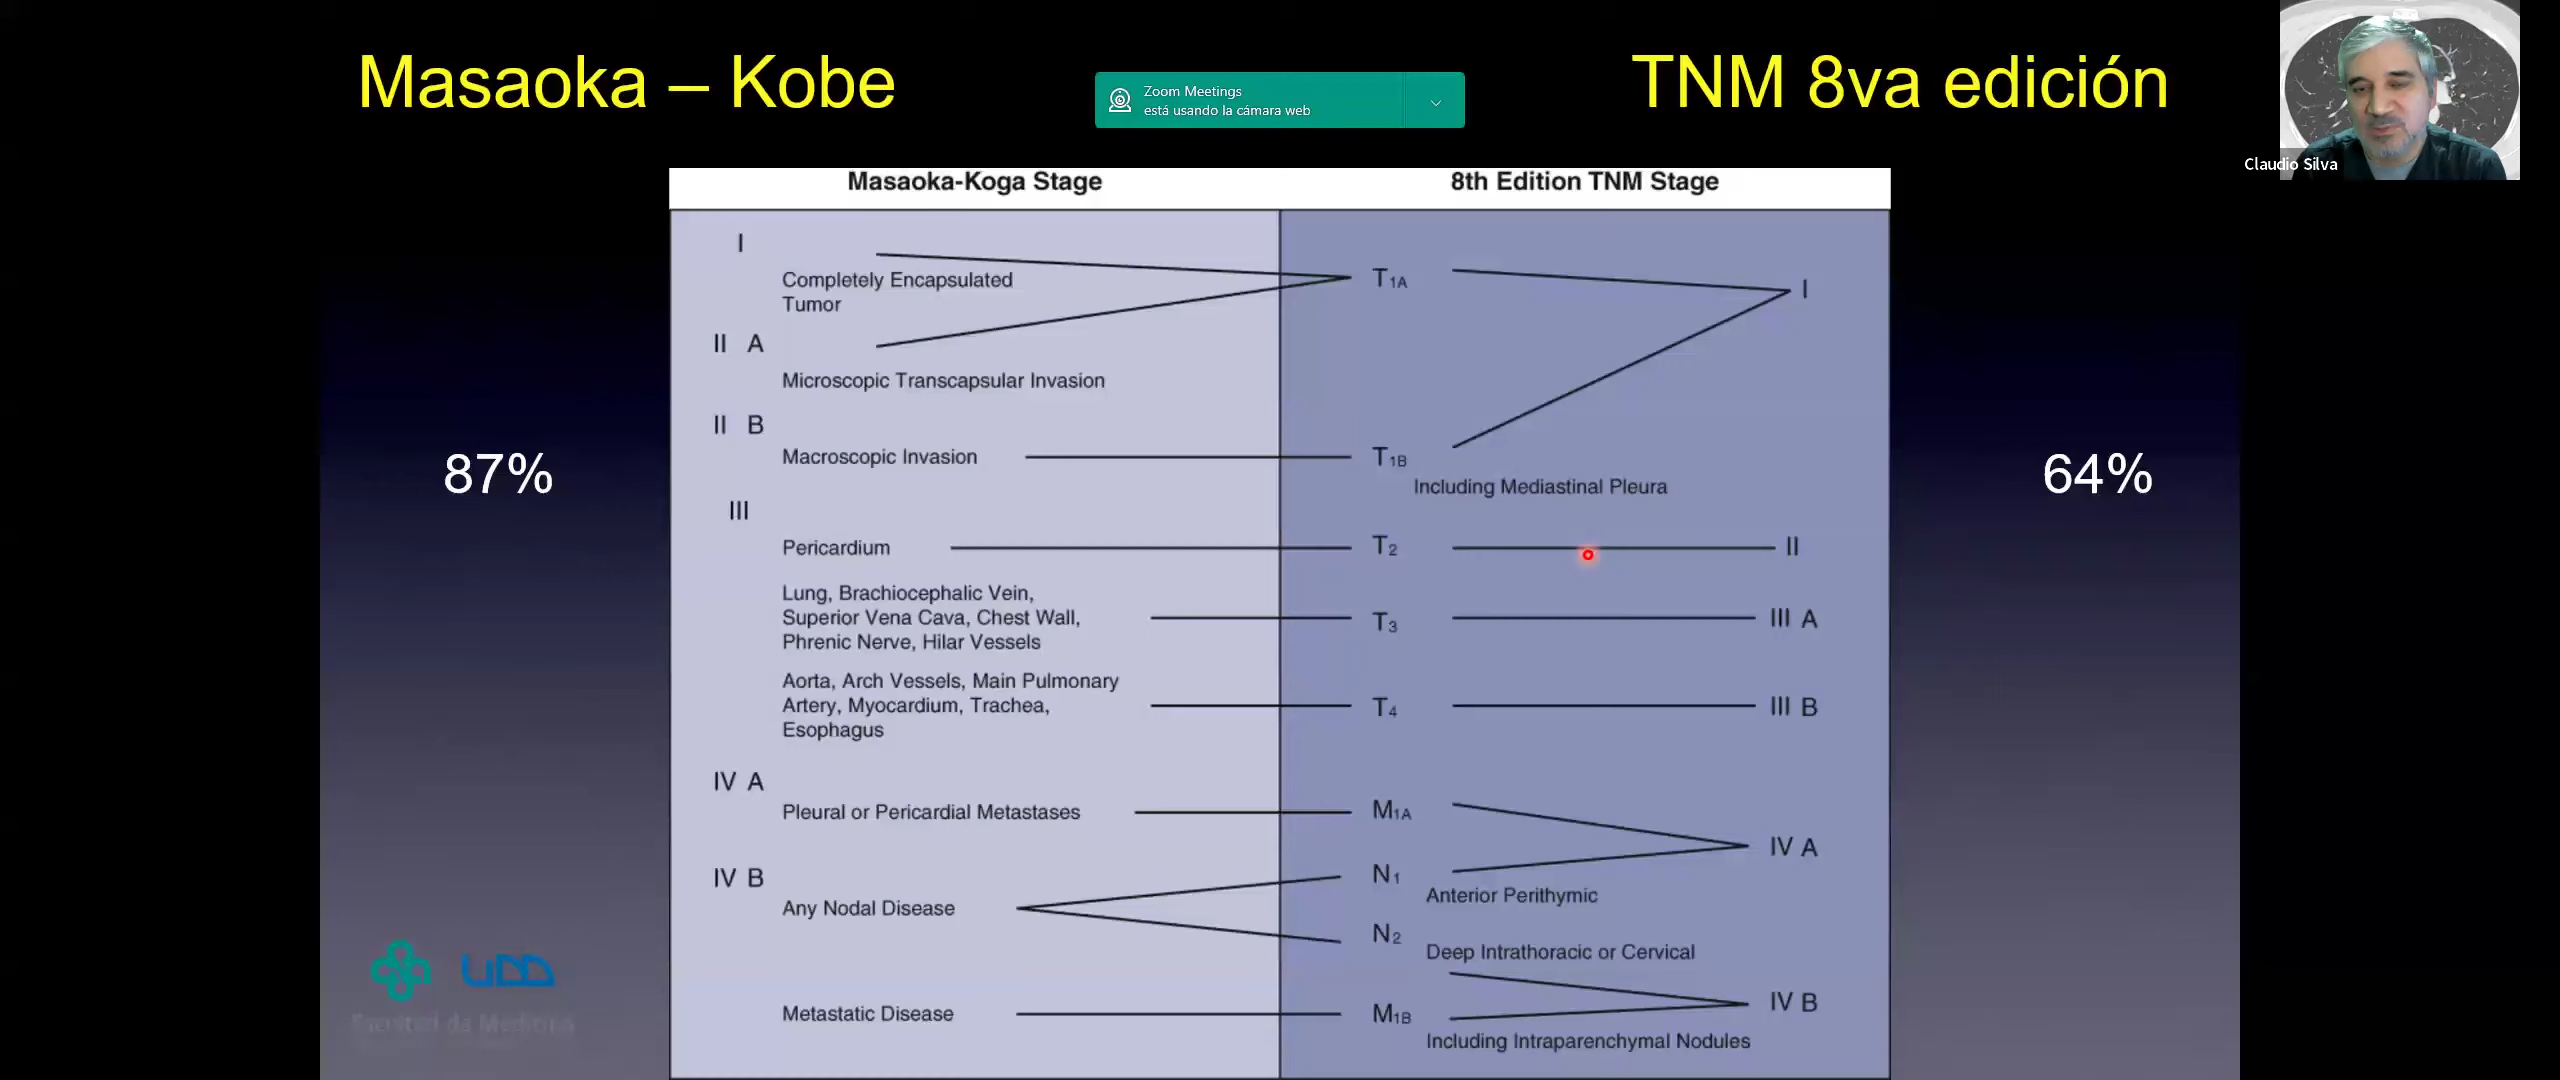 Masaoka – Kobe
Zoom Meetings
está usando la cámara web
TNM 8va edición
Claudio Silva
Masaoka-Koga Stage
8th Edition TNM Stage
I
Completely Encapsulated
Tumor
T1A
I
II A
Microscopic Transcapsular Invasion
II B
Macroscopic Invasion
T1B
Including Mediastinal Pleura
87%
64%
III
Pericardium
T2
II
Lung, Brachiocephalic Vein,
Superior Vena Cava, Chest Wall,
Phrenic Nerve, Hilar Vessels
T3
III A
Aorta, Arch Vessels, Main Pulmonary
Artery, Myocardium, Trachea,
Esophagus
T4
III B
IV A
Pleural or Pericardial Metastases
M1A
IV A
IV B
Any Nodal Disease
N1
Anterior Perithymic
N2
Deep Intrathoracic or Cervical
Metastatic Disease
M1B
IV B
Including Intraparenchymal Nodules
UDD
Facultad de Medicina